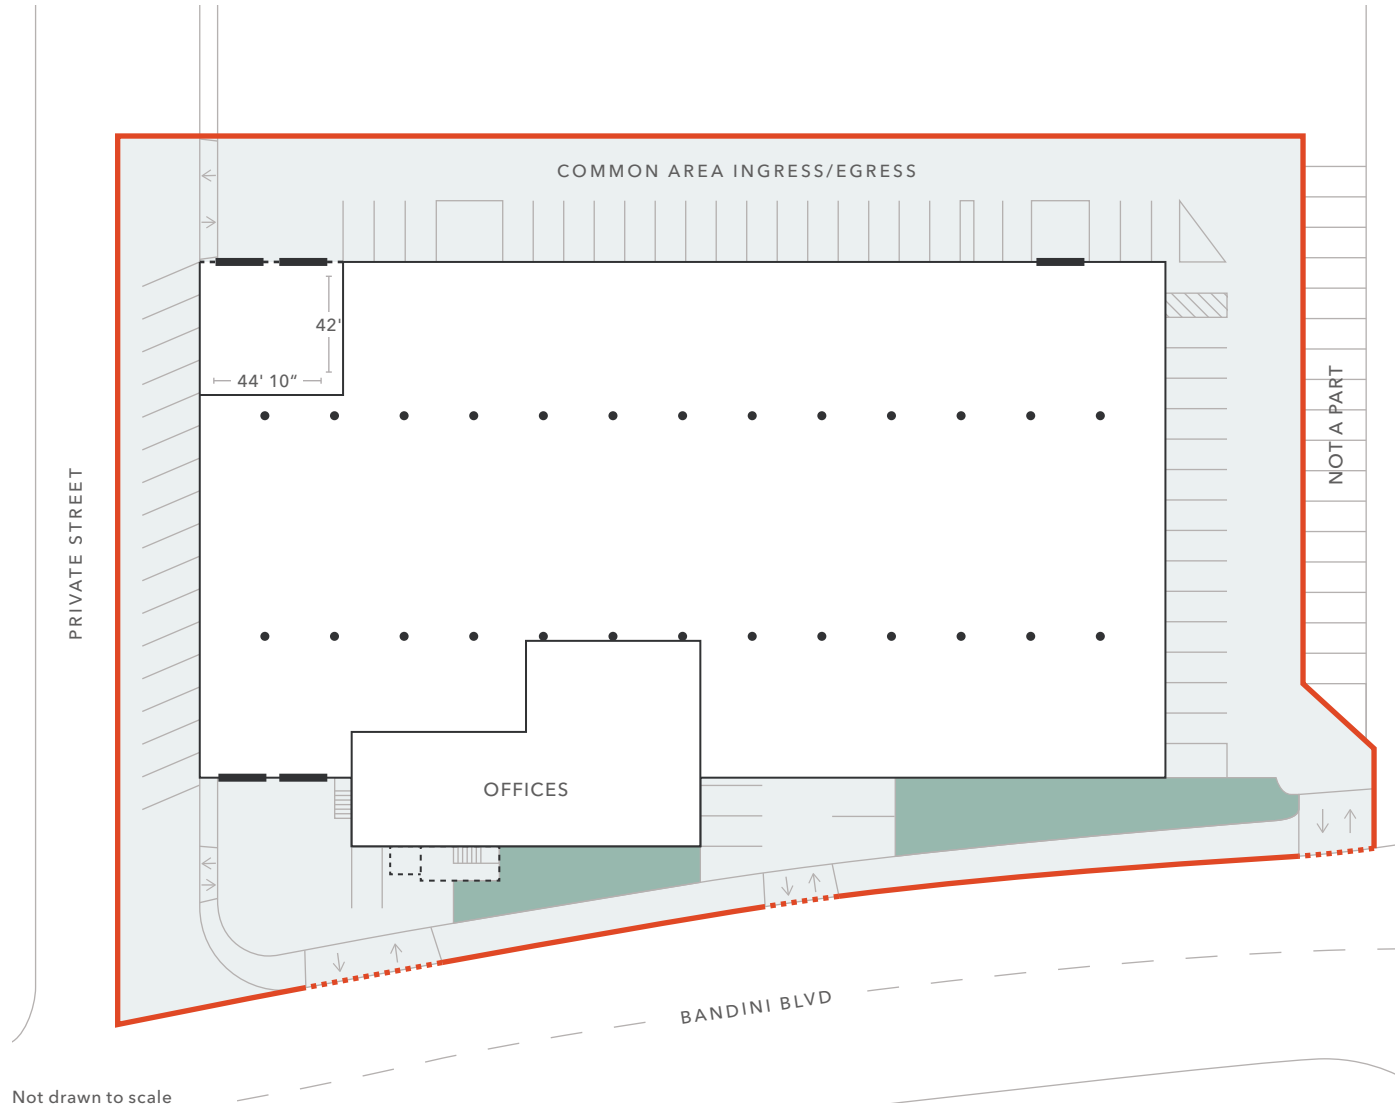 COMMON AREA INGRESS/EGRESS
42'
44' 10“
NOT A PART
PRIVATE STREET
OFFICES
BANDINI BLVD
Not drawn to scale